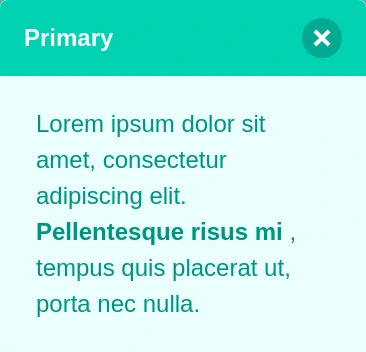 Primary
Lorem ipsum dolor sit
amet, consectetur
adipiscing elit.
Pellentesque risus mi ,
tempus quis placerat ut,
porta nec nulla.